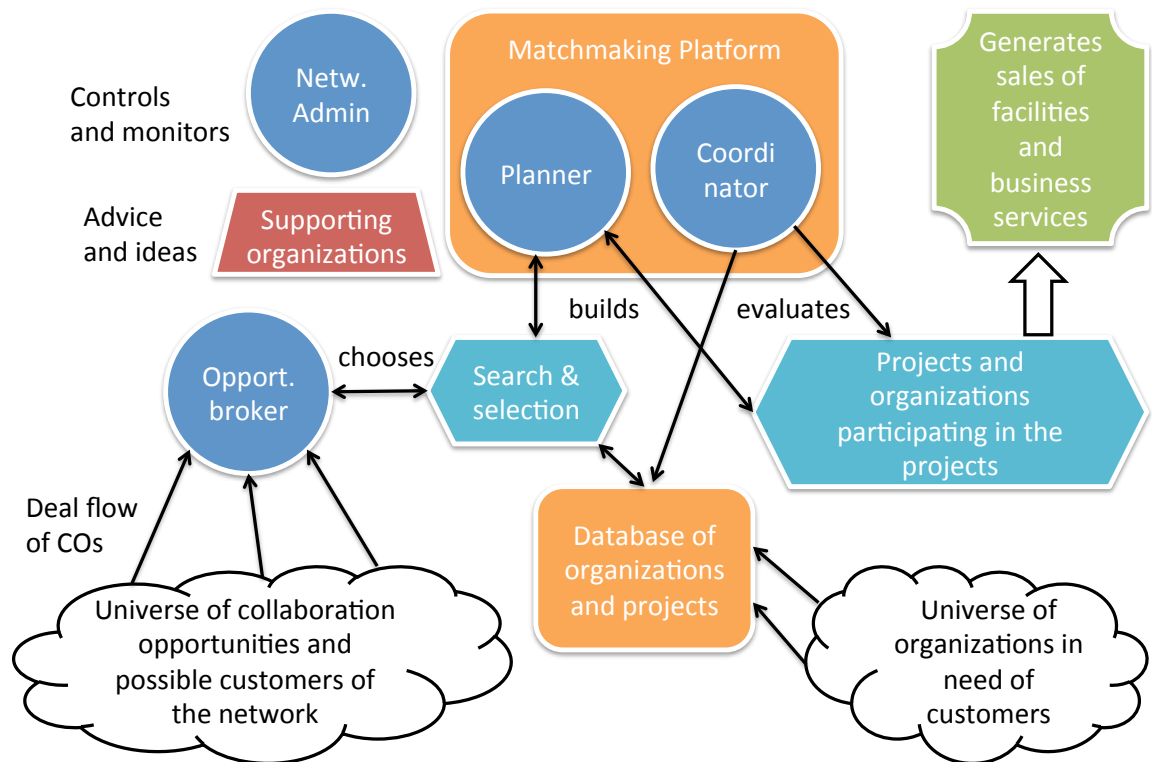 Matchmaking Platform
Netw.
Admin
Controls
and monitors
Planner
Coordi
nator
Generates
sales of
facilities
and
business
services
Advice
and ideas
Supporting
organizations
builds
evaluates
chooses
Opport.
broker
Search &
selection
Projects and
organizations
participating in the
projects
Deal flow
of COs
Database of
organizations
and projects
Universe of collaboration
opportunities and
possible customers of
the network
Universe of
organizations in
need of
customers